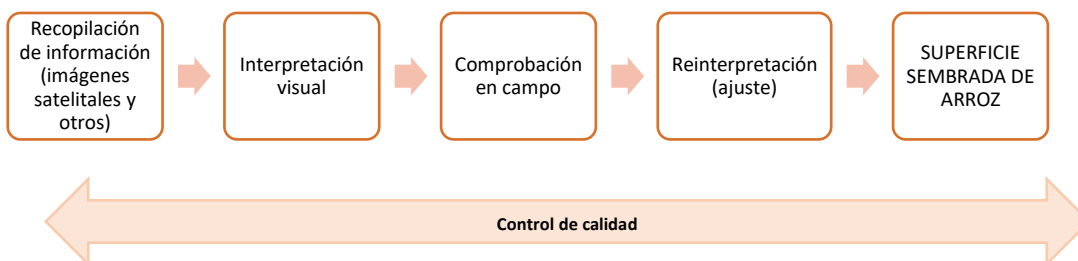 Recopilación
de información
(imágenes
satelitales y
otros)
Interpretación
visual
Comprobación
en campo
Reinterpretación
(ajuste)
SUPERFICIE
SEMBRADA DE
ARROZ
Control de calidad